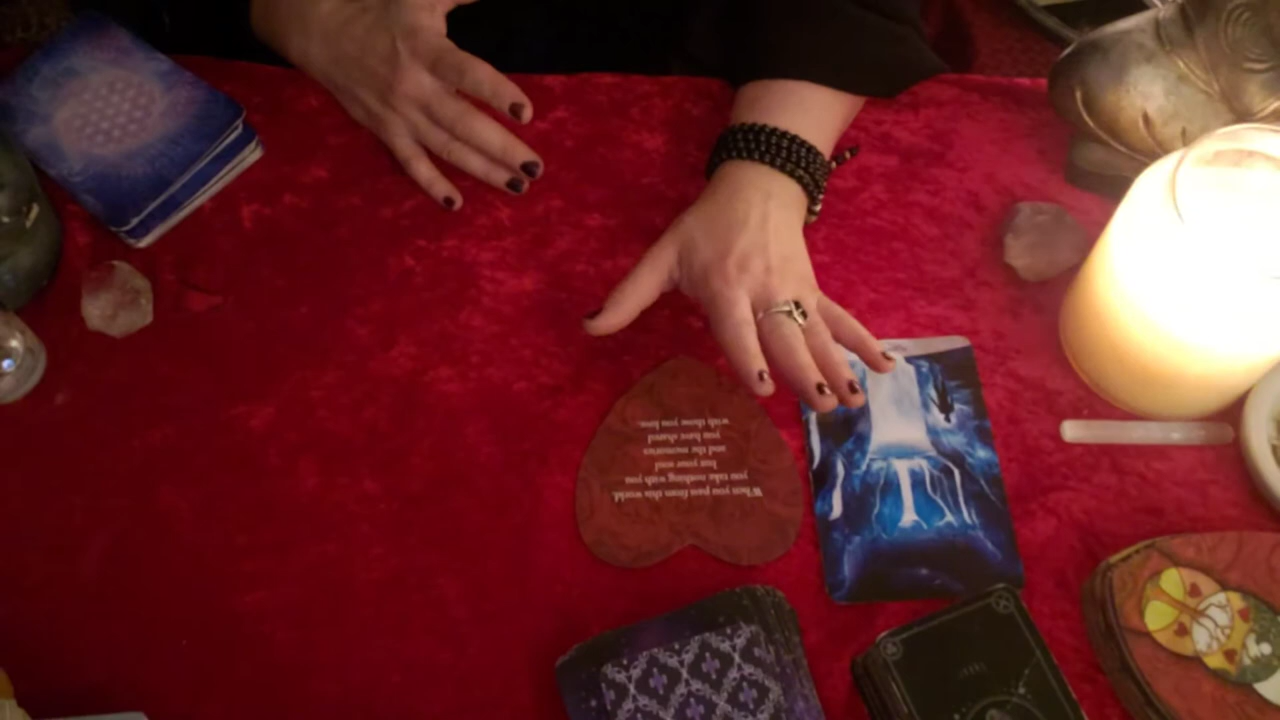 When you pass from this world,
you take nothing with you
but your soul
and the memories
you have shared
with those you love.